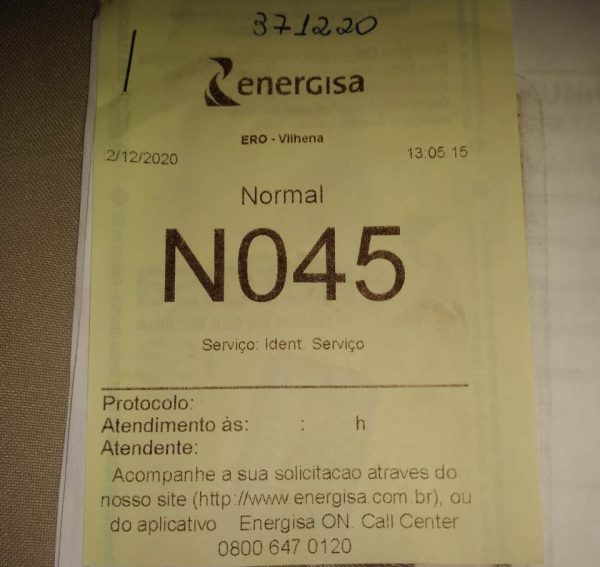 371220
energisa
ERO - Vilhena
2/12/2020 13:05:15
Normal
N045
Serviço: Ident. Serviço
Protocolo:
Atendimento às: : h
Atendente:
Acompanhe a sua solicitacao atraves do
nosso site (http://www.energisa.com.br), ou
do aplicativo Energisa ON. Call Center
0800 647 0120